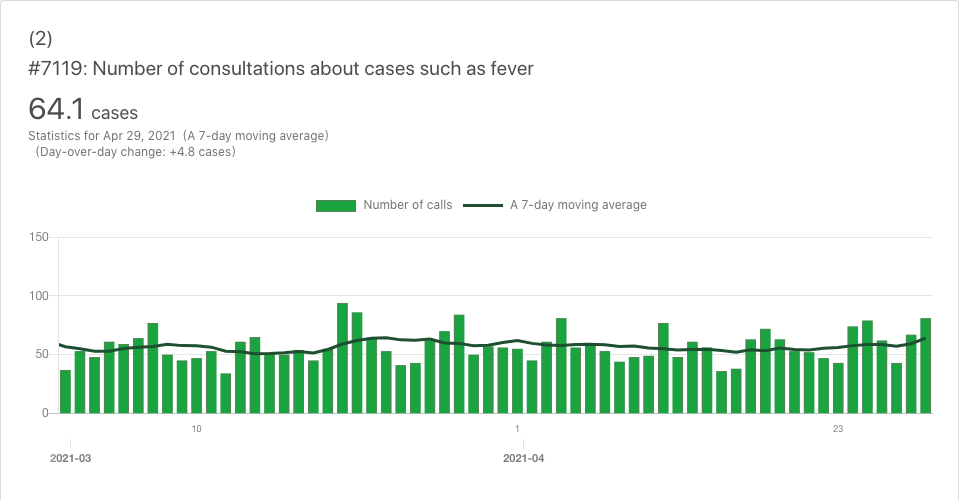 (2)
#7119: Number of consultations about cases such as fever
64.1 cases
Statistics for Apr 29, 2021 (A 7-day moving average)
(Day-over-day change: +4.8 cases)
Number of calls A 7-day moving average
150
100
50
0
10 1 23
2021-03 2021-04